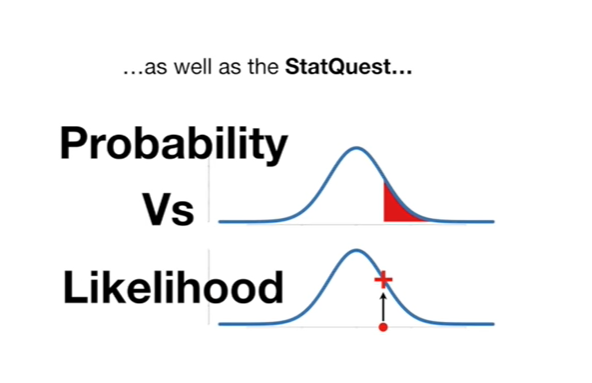 …as well as the StatQuest…
Probability
Vs
Likelihood